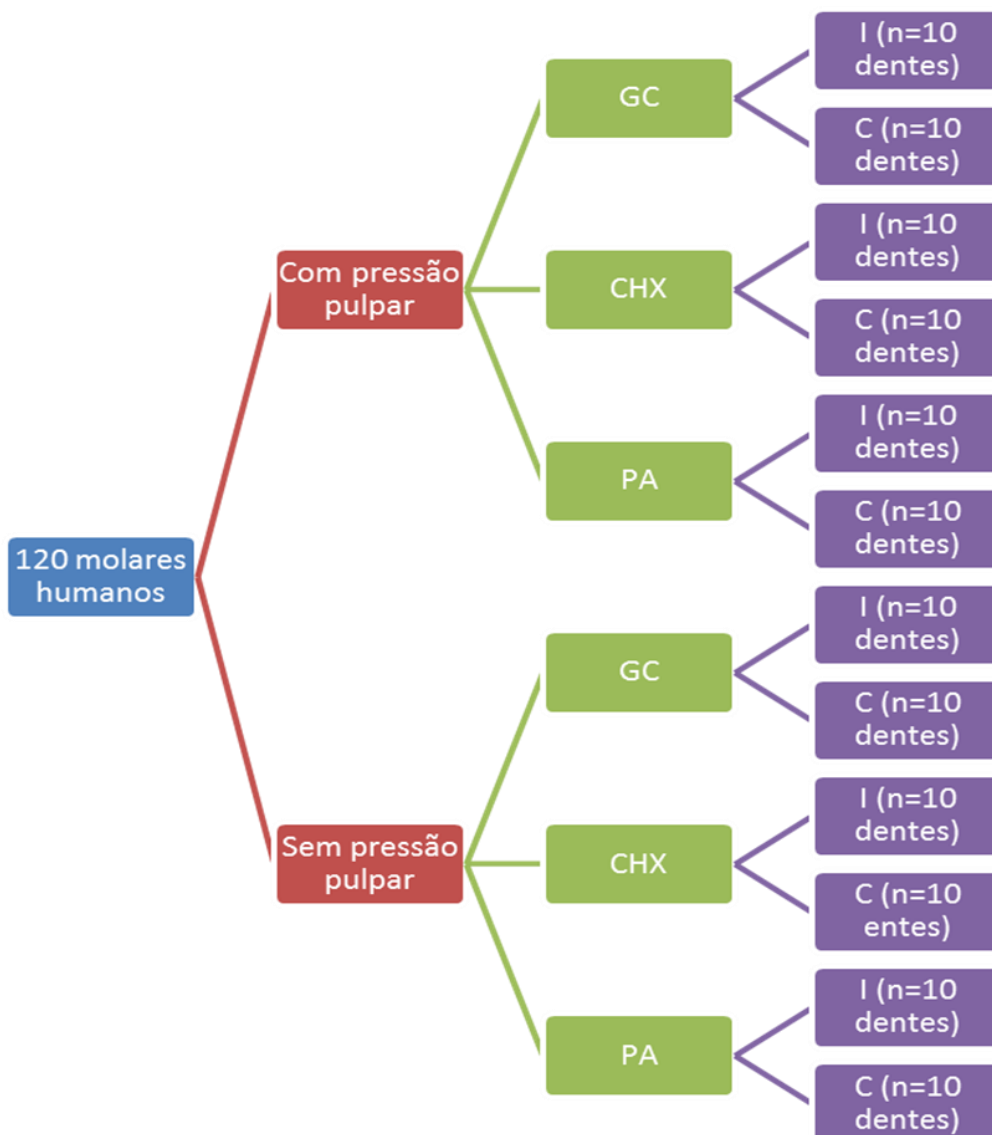 120 molares
humanos
Com pressão
pulpar
GC
I (n=10
dentes)
C (n=10
dentes)
CHX
I (n=10
dentes)
C (n=10
dentes)
PA
I (n=10
dentes)
C (n=10
dentes)
Sem pressão
pulpar
GC
I (n=10
dentes)
C (n=10
dentes)
CHX
I (n=10
dentes)
C (n=10
entes)
PA
I (n=10
dentes)
C (n=10
dentes)